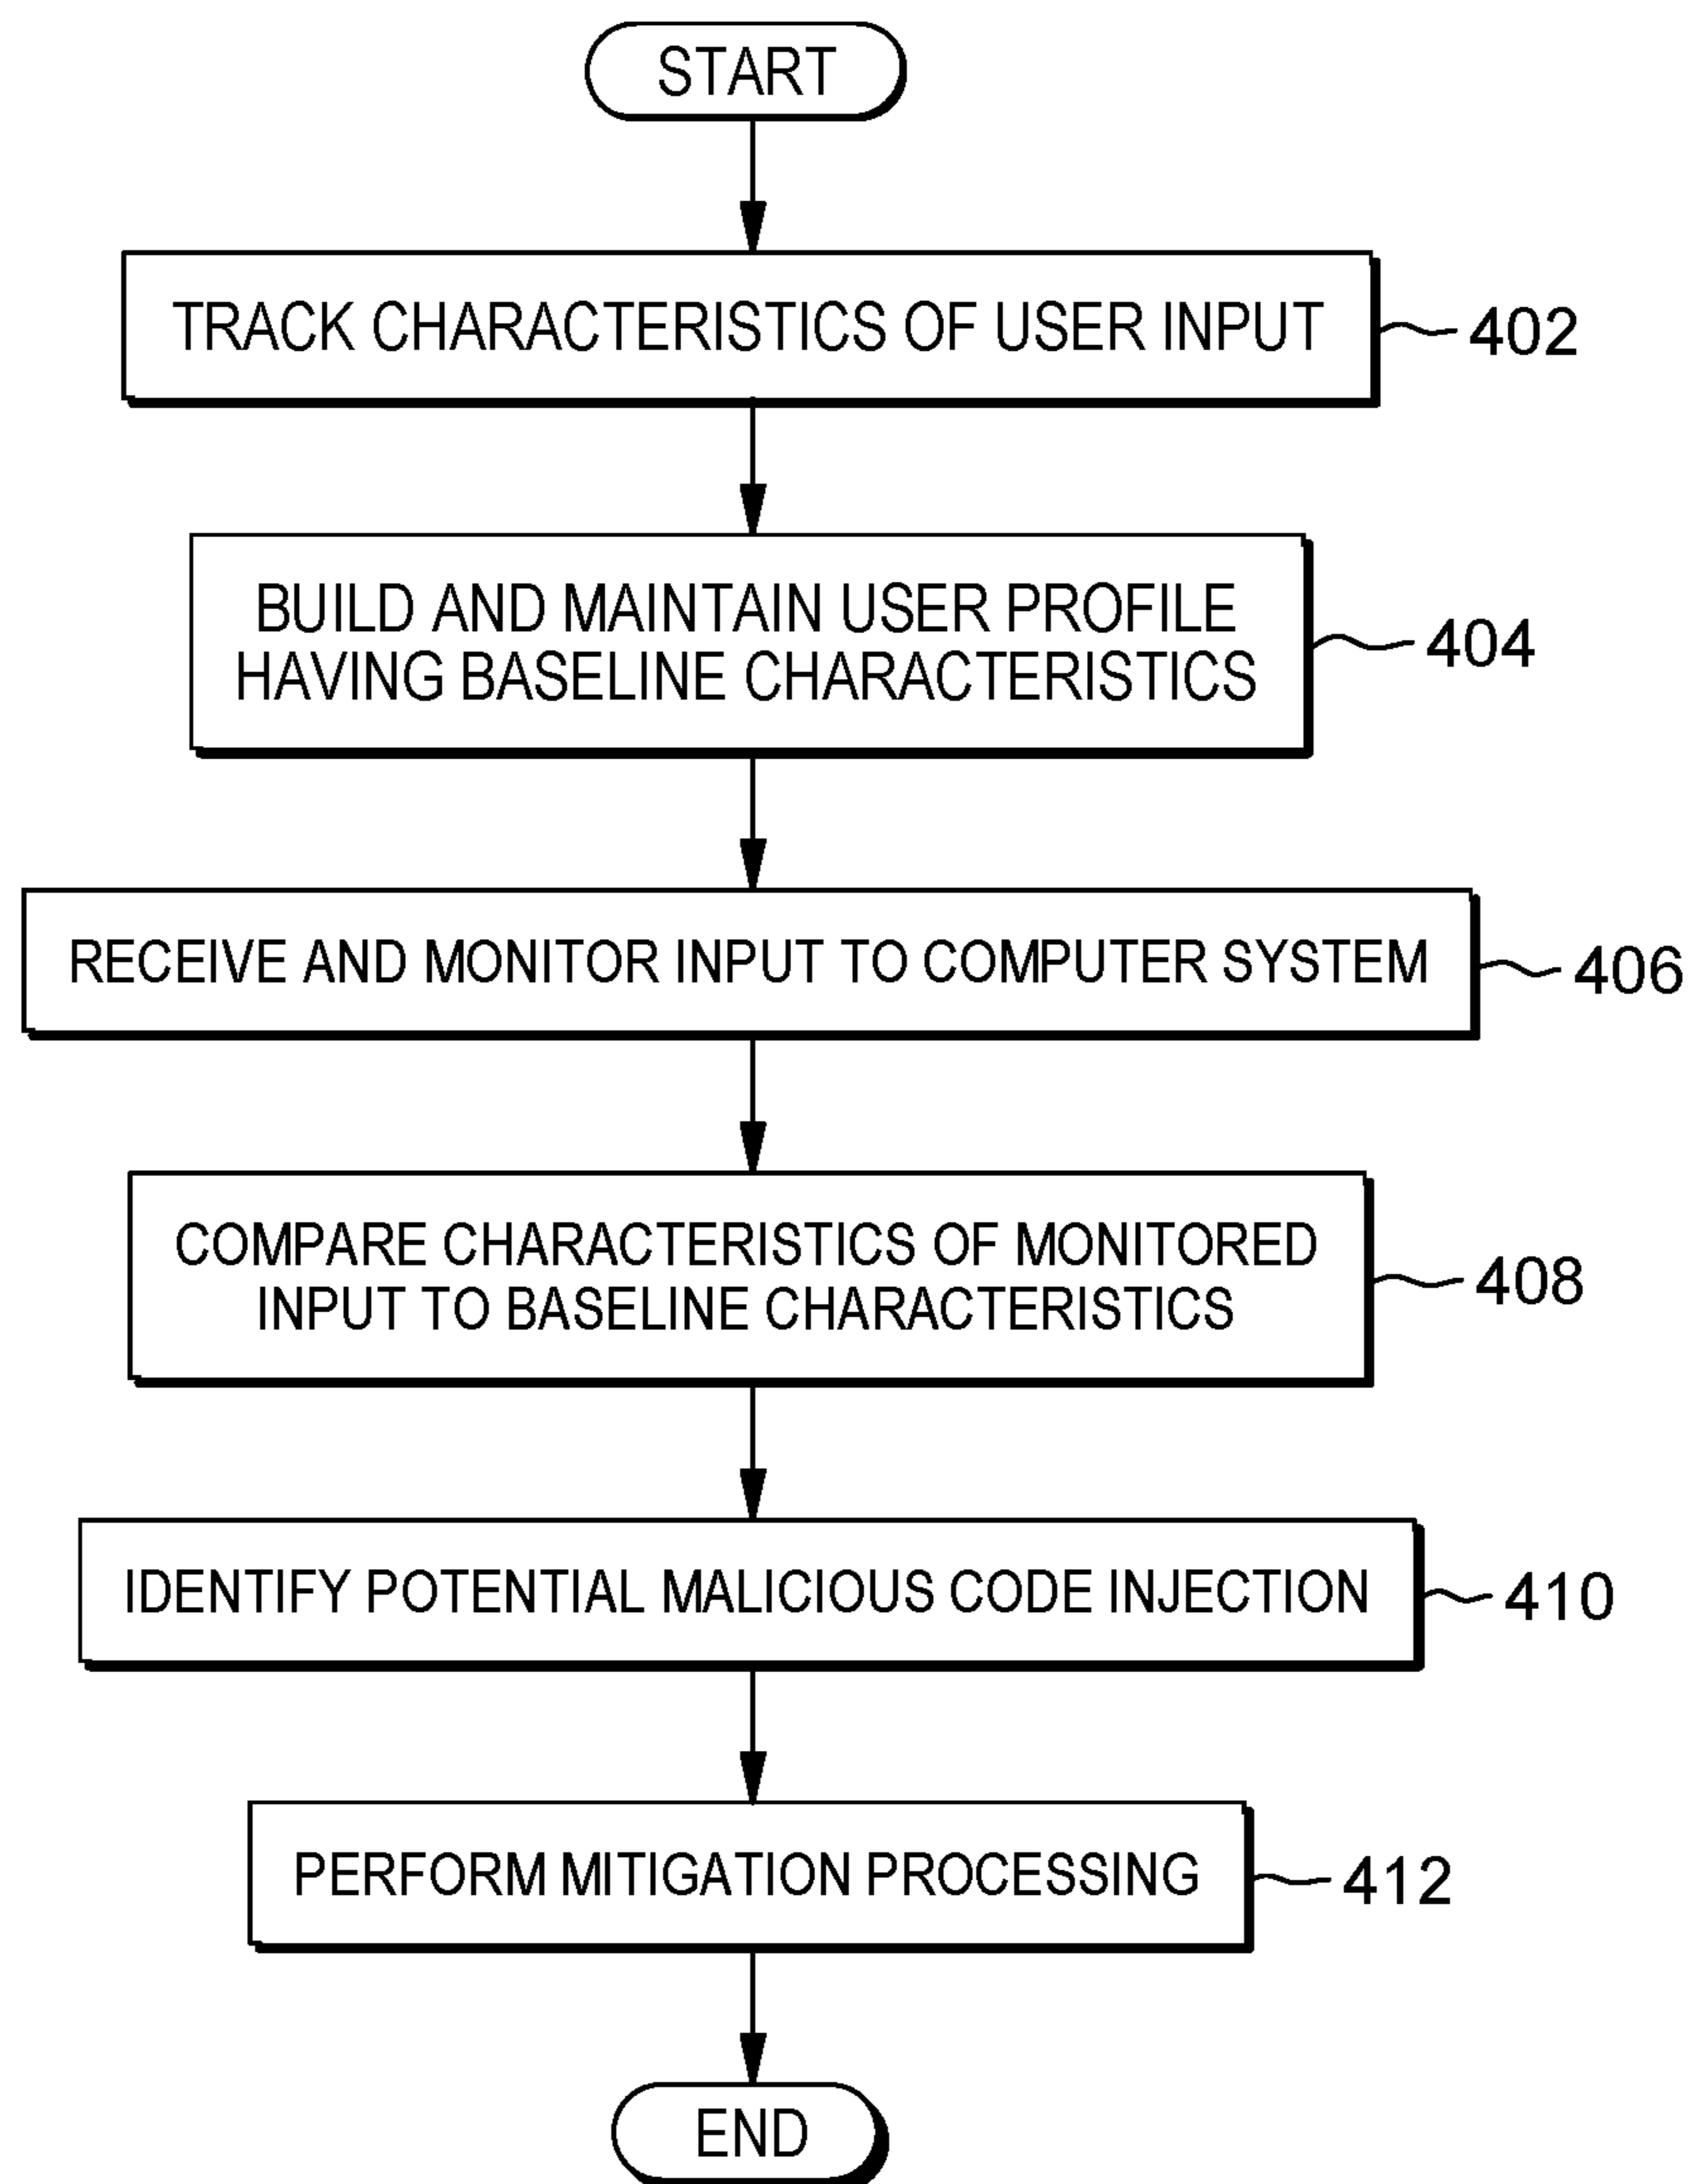 START
TRACK CHARACTERISTICS OF USER INPUT
402
BUILD AND MAINTAIN USER PROFILE
HAVING BASELINE CHARACTERISTICS
404
RECEIVE AND MONITOR INPUT TO COMPUTER SYSTEM
406
COMPARE CHARACTERISTICS OF MONITORED
INPUT TO BASELINE CHARACTERISTICS
408
IDENTIFY POTENTIAL MALICIOUS CODE INJECTION
410
PERFORM MITIGATION PROCESSING
412
END